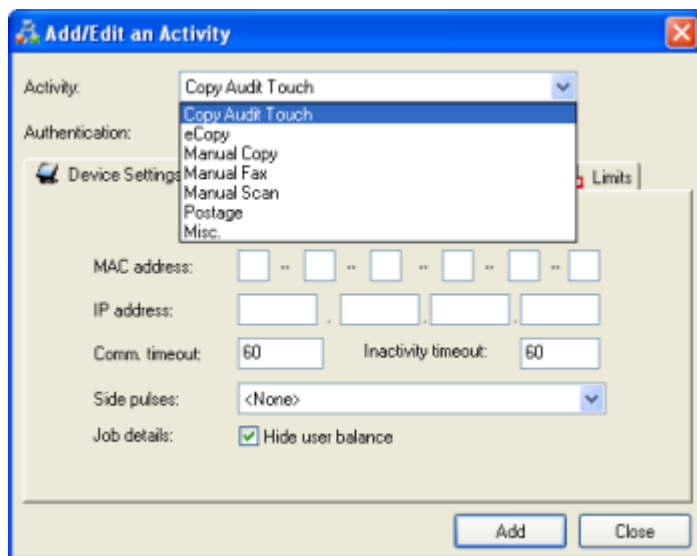 Add/Edit an Activity
Activity: Copy Audit Touch
Copy Audit Touch
Authentication:
eCopy
Manual Copy
Device Settings
Manual Fax
Limits
Manual Scan
Postage
Misc.
MAC address: -- -- -- -- --
IP address: . . .
Comm. timeout: 60 Inactivity timeout: 60
Side pulses: <None>
Job details: Hide user balance
Add Close